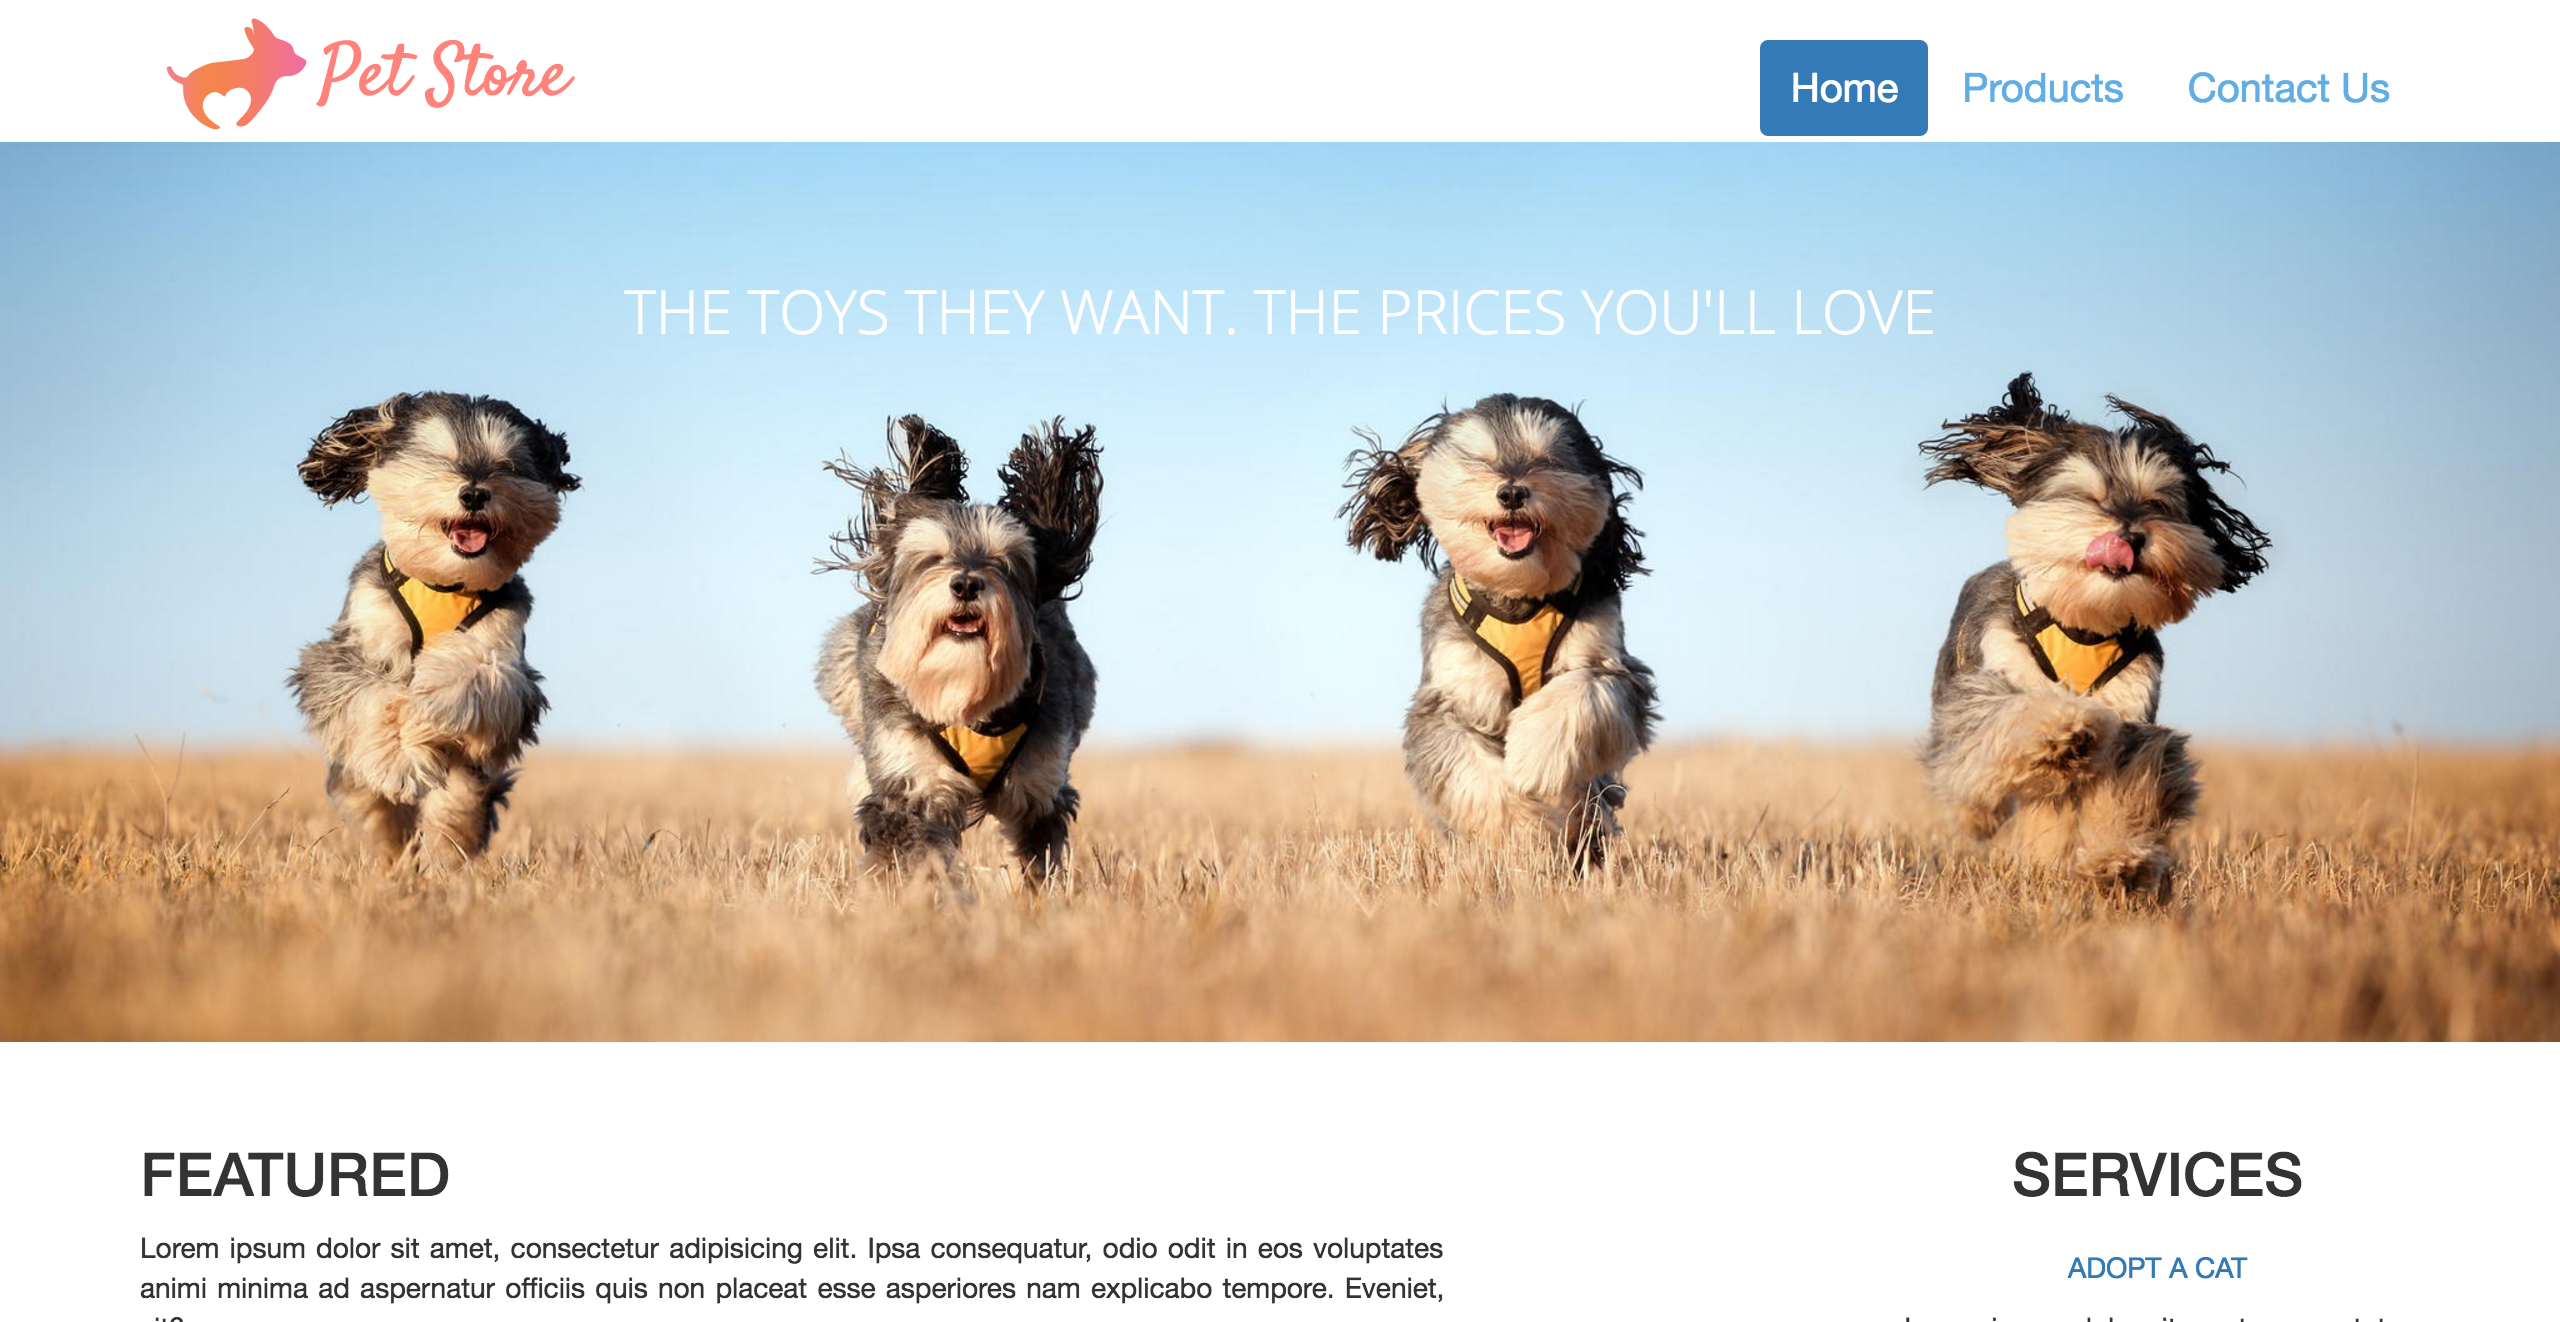 Pet Store
Home
Products
Contact Us
THE TOYS THEY WANT. THE PRICES YOU'LL LOVE
FEATURED
Lorem ipsum dolor sit amet, consectetur adipisicing elit. Ipsa consequatur, odio odit in eos voluptates
animi minima ad aspernatur officiis quis non placeat esse asperiores nam explicabo tempore. Eveniet,
SERVICES
ADOPT A CAT